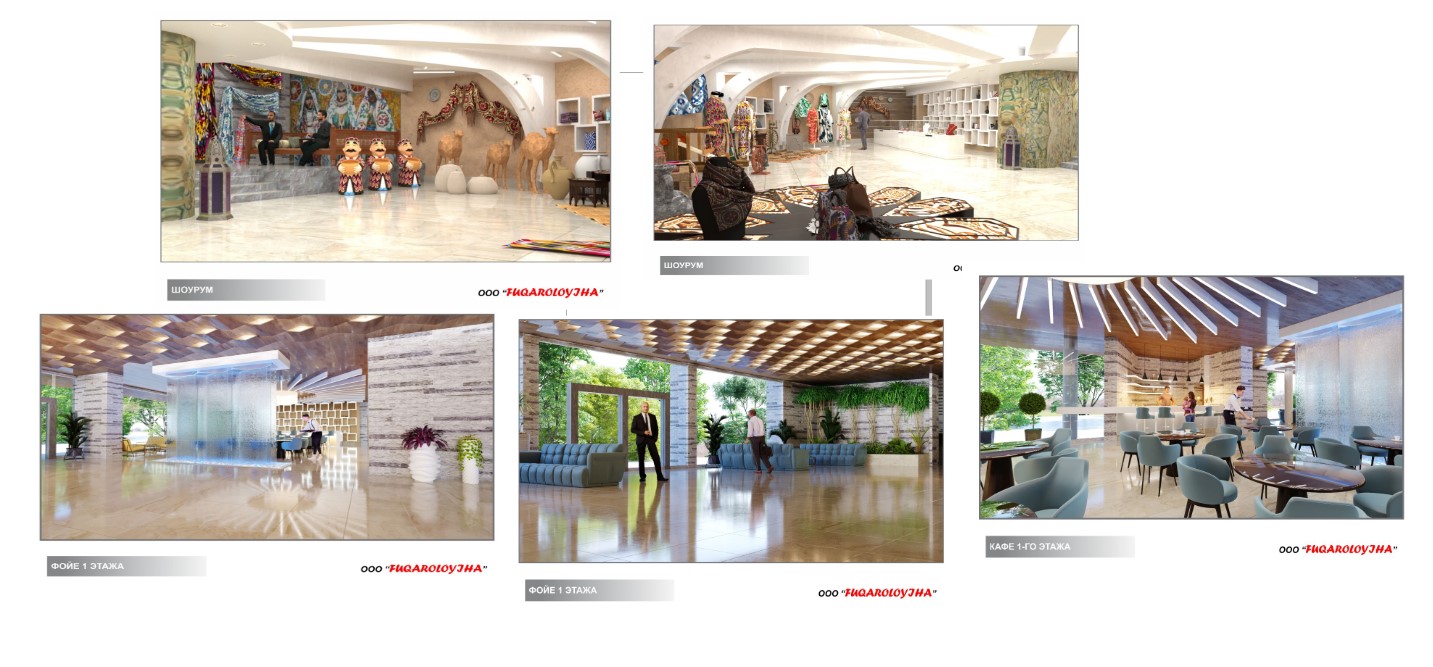 ШОУРУМ
ООО "FUQAROLOYIHA"
ШОУРУМ
ФОЙЕ 1 ЭТАЖА
ООО "FUQAROLOYIHA"
ФОЙЕ 1 ЭТАЖА
ООО "FUQAROLOYIHA"
КАФЕ 1-ГО ЭТАЖА
ООО "FUQAROLOYIHA"